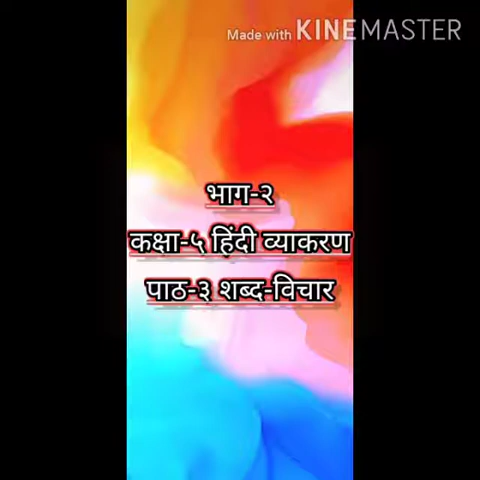 Made with KINEMASTER
भाग-२
कक्षा-५ हिंदी व्याकरण
पाठ-३ शब्द-विचार